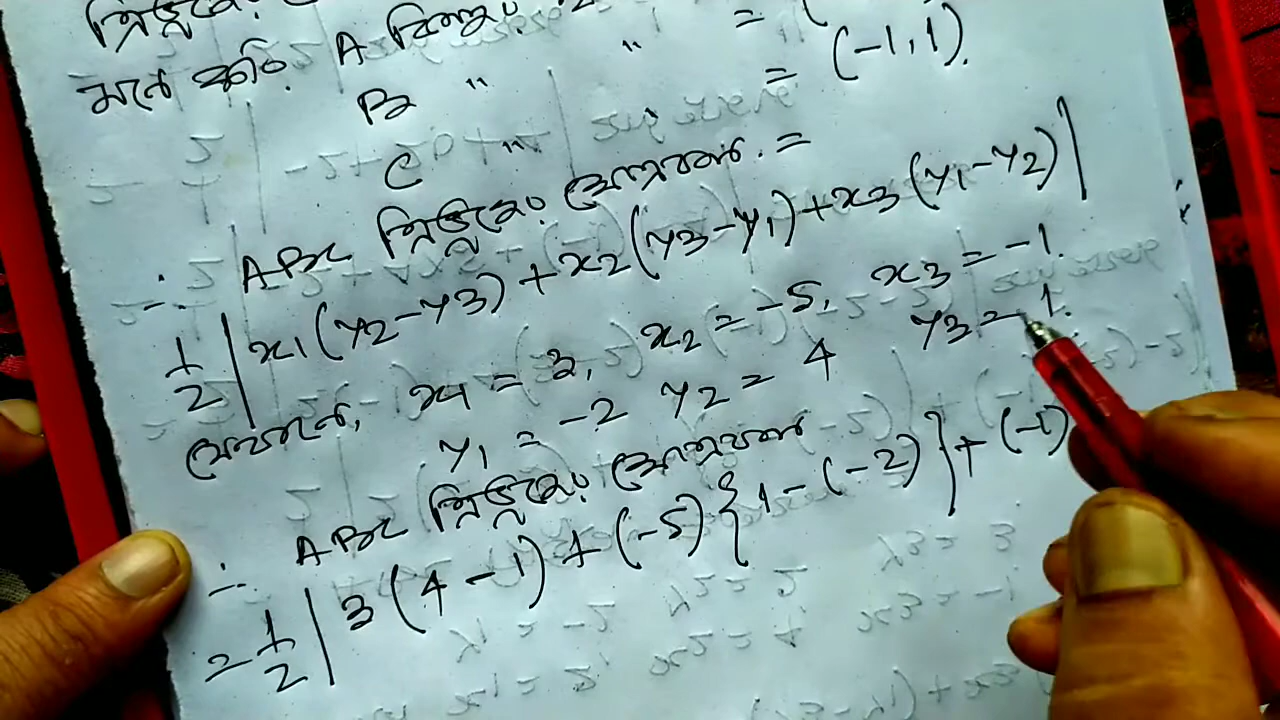 ত্রিভুজের
মনে করি A বিন্দুর
B " " =
C " = (-1,1).
∴ ABC ত্রিভুজের ক্ষেত্রফল =
1/2 | x1(y2-y3)+x2(y3-y1)+x3(y1-y2) |
যেখানে, x1 = 3, x2 = -5, x3 = -1.
y1 = -2 y2 = 4 y3 = 1.
∴ ABC ত্রিভুজের ক্ষেত্রফল
= 1/2 | 3(4-1)+(-5){1-(-2)}+(-1)